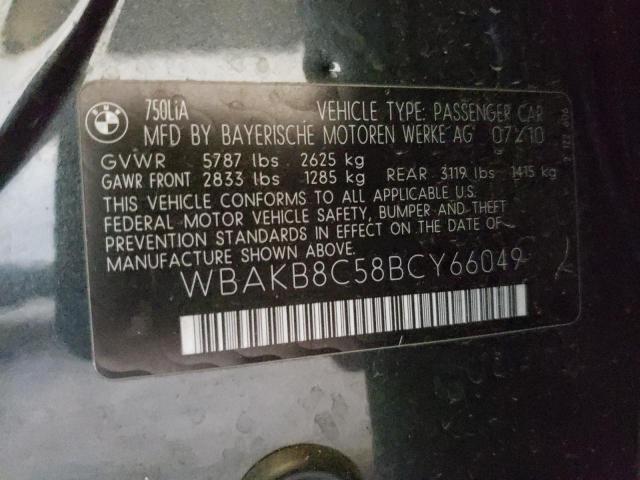 BMW
750LiA VEHICLE TYPE: PASSENGER CAR
MFD BY BAYERISCHE MOTOREN WERKE AG 07/10
GVWR 5787 lbs 2625 kg
GAWR FRONT 2833 lbs 1285 kg REAR 3119 lbs 1415 kg
THIS VEHICLE CONFORMS TO ALL APPLICABLE U.S.
FEDERAL MOTOR VEHICLE SAFETY, BUMPER AND THEFT
PREVENTION STANDARDS IN EFFECT ON THE DATE OF
MANUFACTURE SHOWN ABOVE.
WBAKB8C58BCY66049